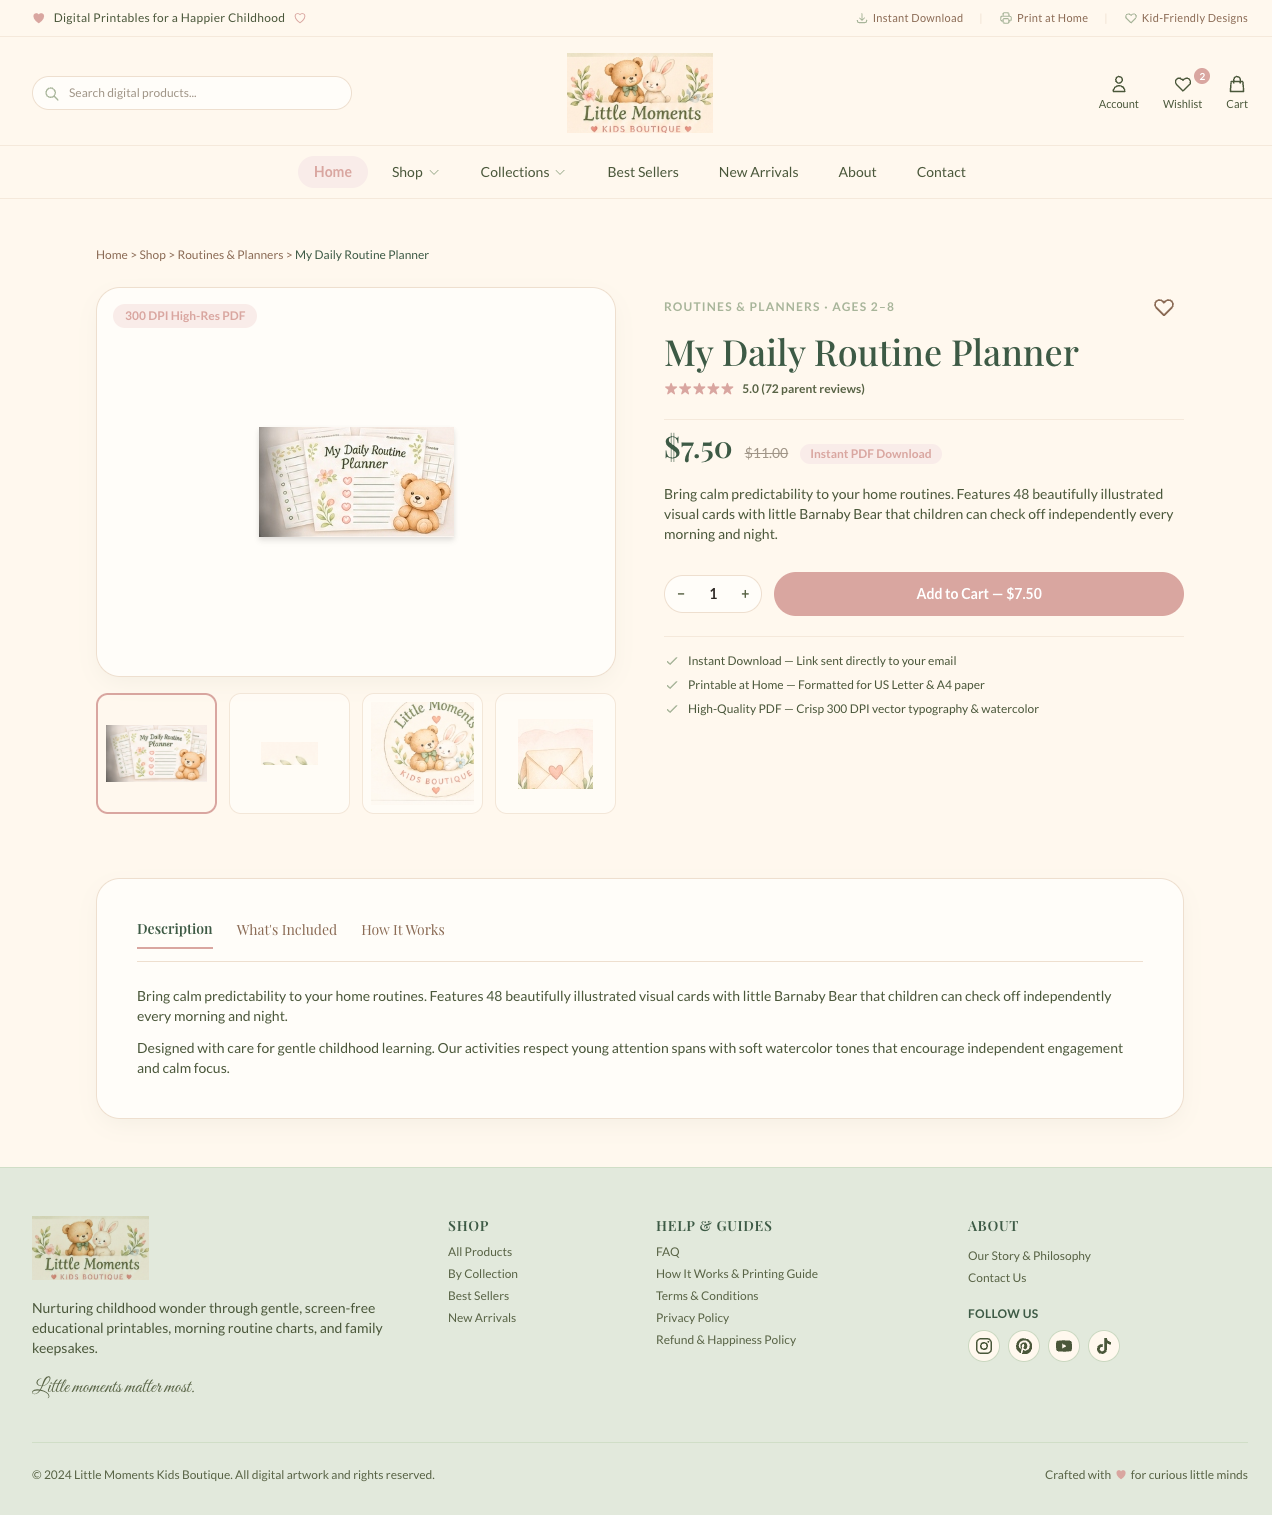 Digital Printables for a Happier Childhood
Instant Download
Print at Home
Kid-Friendly Designs
Search digital products...
Little Moments
KIDS BOUTIQUE
Account
Wishlist
2
Cart
Home
Shop
Collections
Best Sellers
New Arrivals
About
Contact
Home > Shop > Routines & Planners > My Daily Routine Planner
300 DPI High-Res PDF
My Daily Routine
Planner
ROUTINES & PLANNERS · AGES 2–8
My Daily Routine Planner
5.0 (72 parent reviews)
$7.50
$11.00
Instant PDF Download
Bring calm predictability to your home routines. Features 48 beautifully illustrated
visual cards with little Barnaby Bear that children can check off independently every
morning and night.
−
1
+
Add to Cart — $7.50
Instant Download — Link sent directly to your email
Printable at Home — Formatted for US Letter & A4 paper
High-Quality PDF — Crisp 300 DPI vector typography & watercolor
My Daily Routine
Planner
Little Moments
KIDS BOUTIQUE
Description
What's Included
How It Works
Bring calm predictability to your home routines. Features 48 beautifully illustrated visual cards with little Barnaby Bear that children can check off independently
every morning and night.
Designed with care for gentle childhood learning. Our activities respect young attention spans with soft watercolor tones that encourage independent engagement
and calm focus.
Little Moments
KIDS BOUTIQUE
Nurturing childhood wonder through gentle, screen-free
educational printables, morning routine charts, and family
keepsakes.
Little moments matter most.
SHOP
All Products
By Collection
Best Sellers
New Arrivals
HELP & GUIDES
FAQ
How It Works & Printing Guide
Terms & Conditions
Privacy Policy
Refund & Happiness Policy
ABOUT
Our Story & Philosophy
Contact Us
FOLLOW US
© 2024 Little Moments Kids Boutique. All digital artwork and rights reserved.
Crafted with
for curious little minds